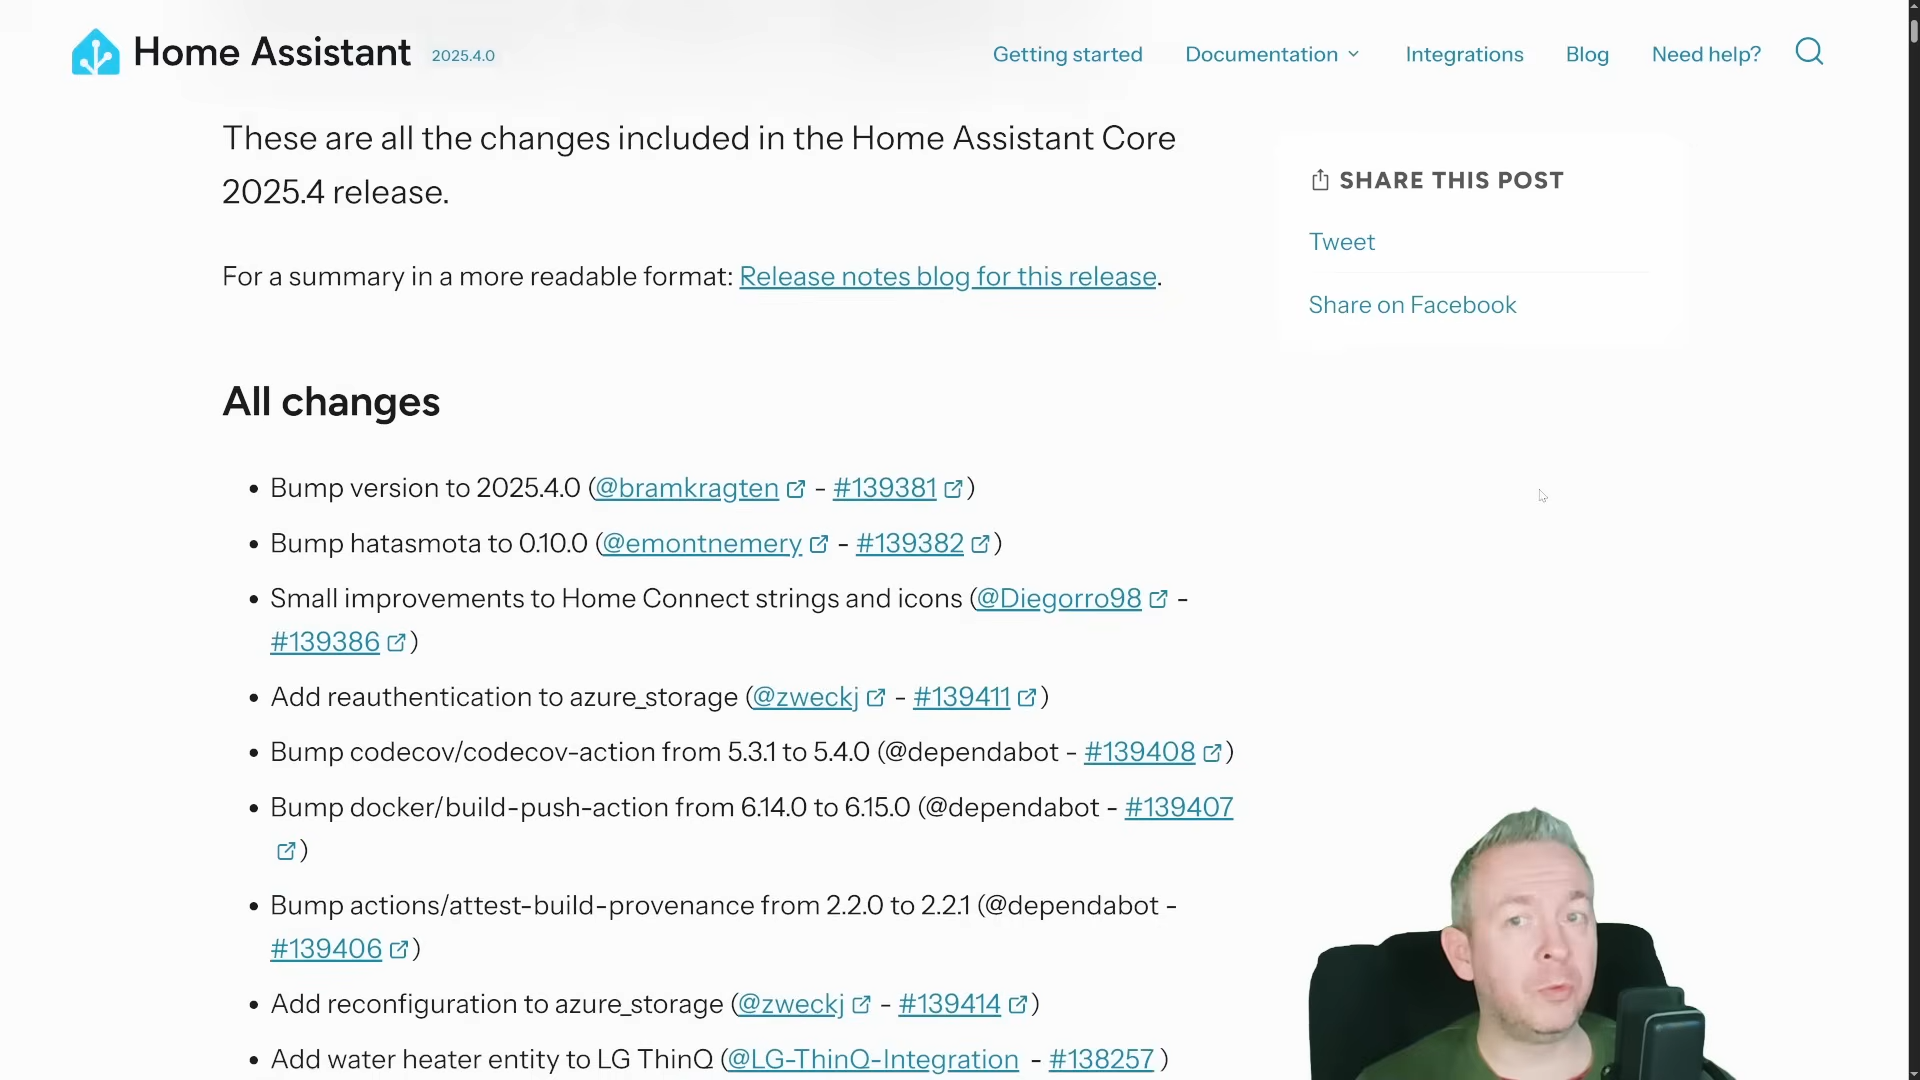 Home Assistant 2025.4.0
Getting started Documentation Integrations Blog Need help?
These are all the changes included in the Home Assistant Core
2025.4 release.
For a summary in a more readable format: Release notes blog for this release.
SHARE THIS POST
Tweet
Share on Facebook
All changes
• Bump version to 2025.4.0 (@bramkragten - #139381)
• Bump hatasmota to 0.10.0 (@emontnemery - #139382)
• Small improvements to Home Connect strings and icons (@Diegorro98 -
#139386)
• Add reauthentication to azure_storage (@zweckj - #139411)
• Bump codecov/codecov-action from 5.3.1 to 5.4.0 (@dependabot - #139408)
• Bump docker/build-push-action from 6.14.0 to 6.15.0 (@dependabot - #139407
)
• Bump actions/attest-build-provenance from 2.2.0 to 2.2.1 (@dependabot -
#139406)
• Add reconfiguration to azure_storage (@zweckj - #139414)
• Add water heater entity to LG ThinQ (@LG-ThinQ-Integration - #138257)